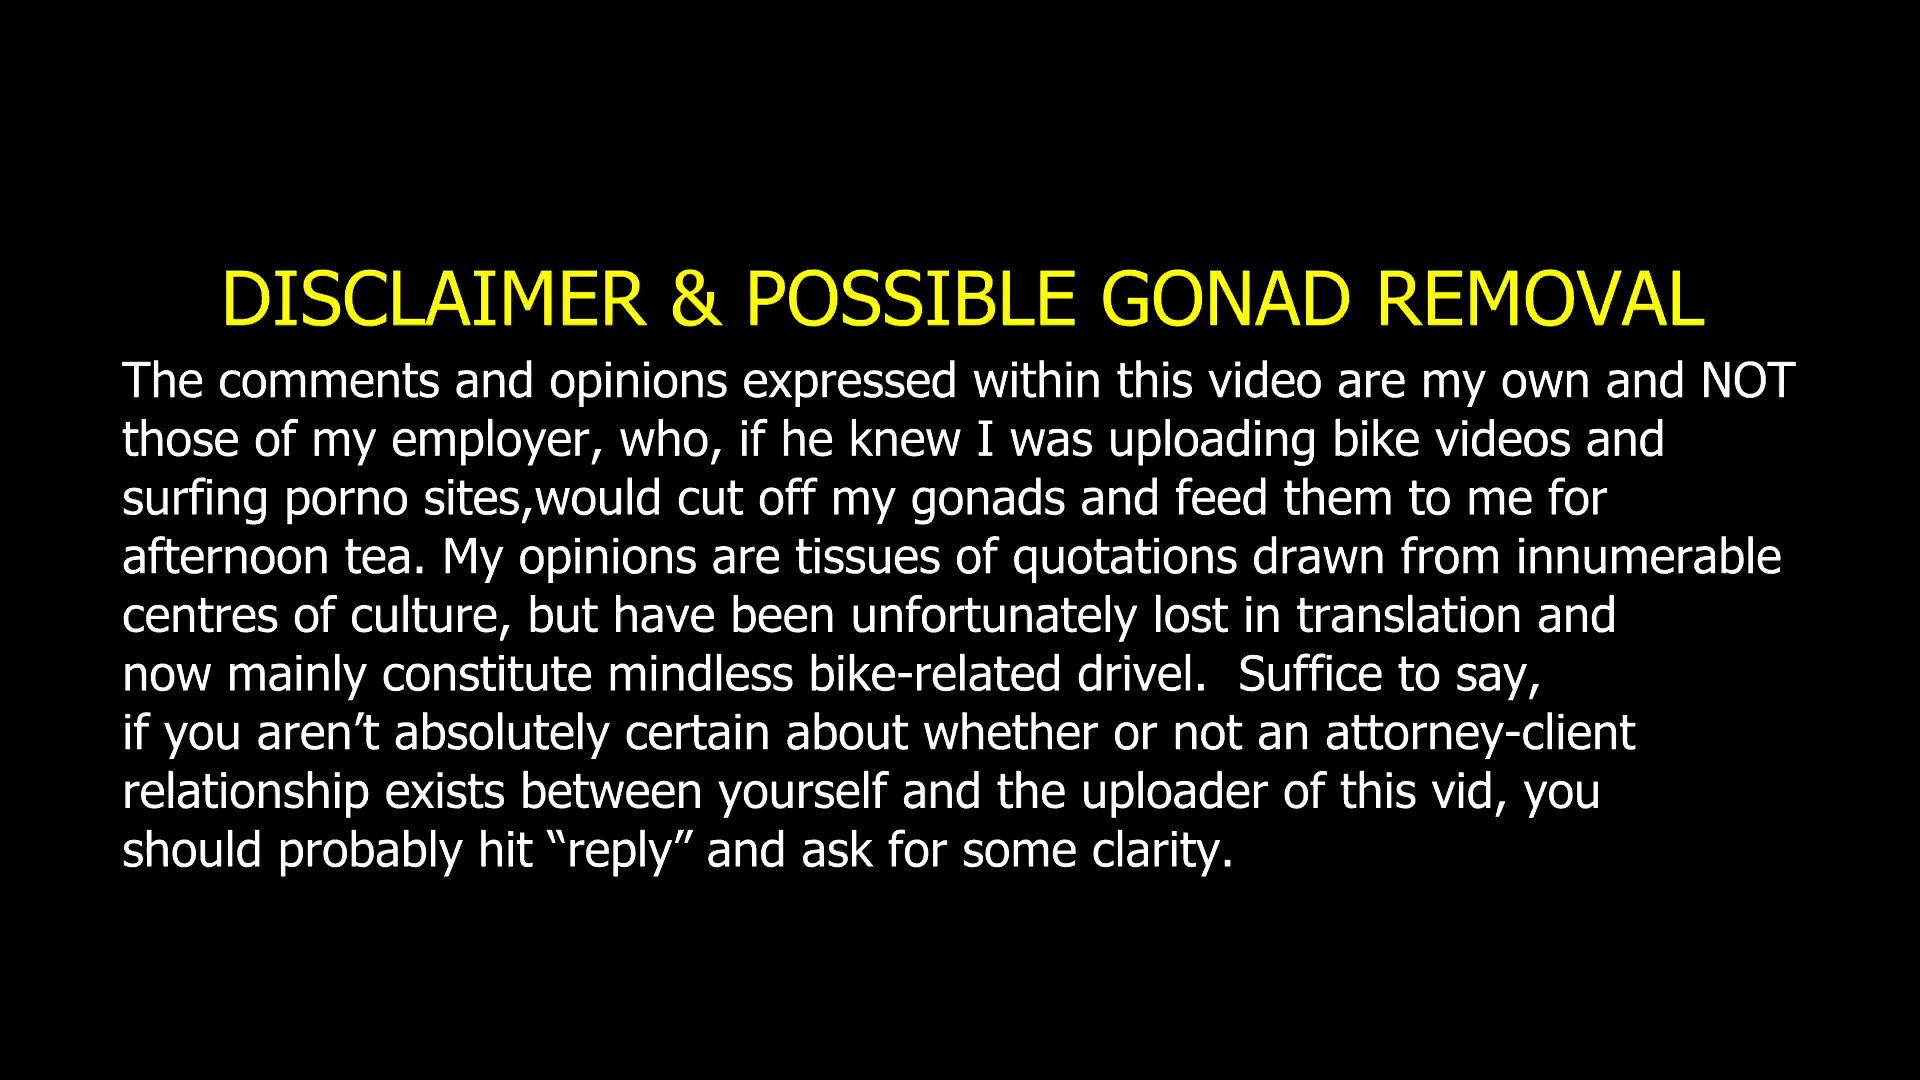 DISCLAIMER & POSSIBLE GONAD REMOVAL
The comments and opinions expressed within this video are my own and NOT
those of my employer, who, if he knew I was uploading bike videos and
surfing porno sites,would cut off my gonads and feed them to me for
afternoon tea. My opinions are tissues of quotations drawn from innumerable
centres of culture, but have been unfortunately lost in translation and
now mainly constitute mindless bike-related drivel.  Suffice to say,
if you aren’t absolutely certain about whether or not an attorney-client
relationship exists between yourself and the uploader of this vid, you
should probably hit “reply” and ask for some clarity.